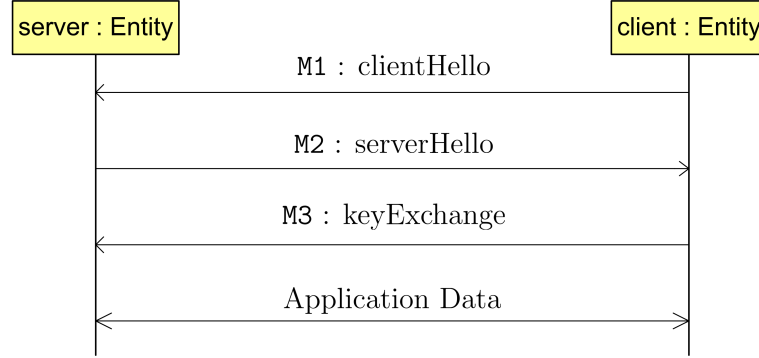 server : Entity
client : Entity
M1 : clientHello
M2 : serverHello
M3 : keyExchange
Application Data